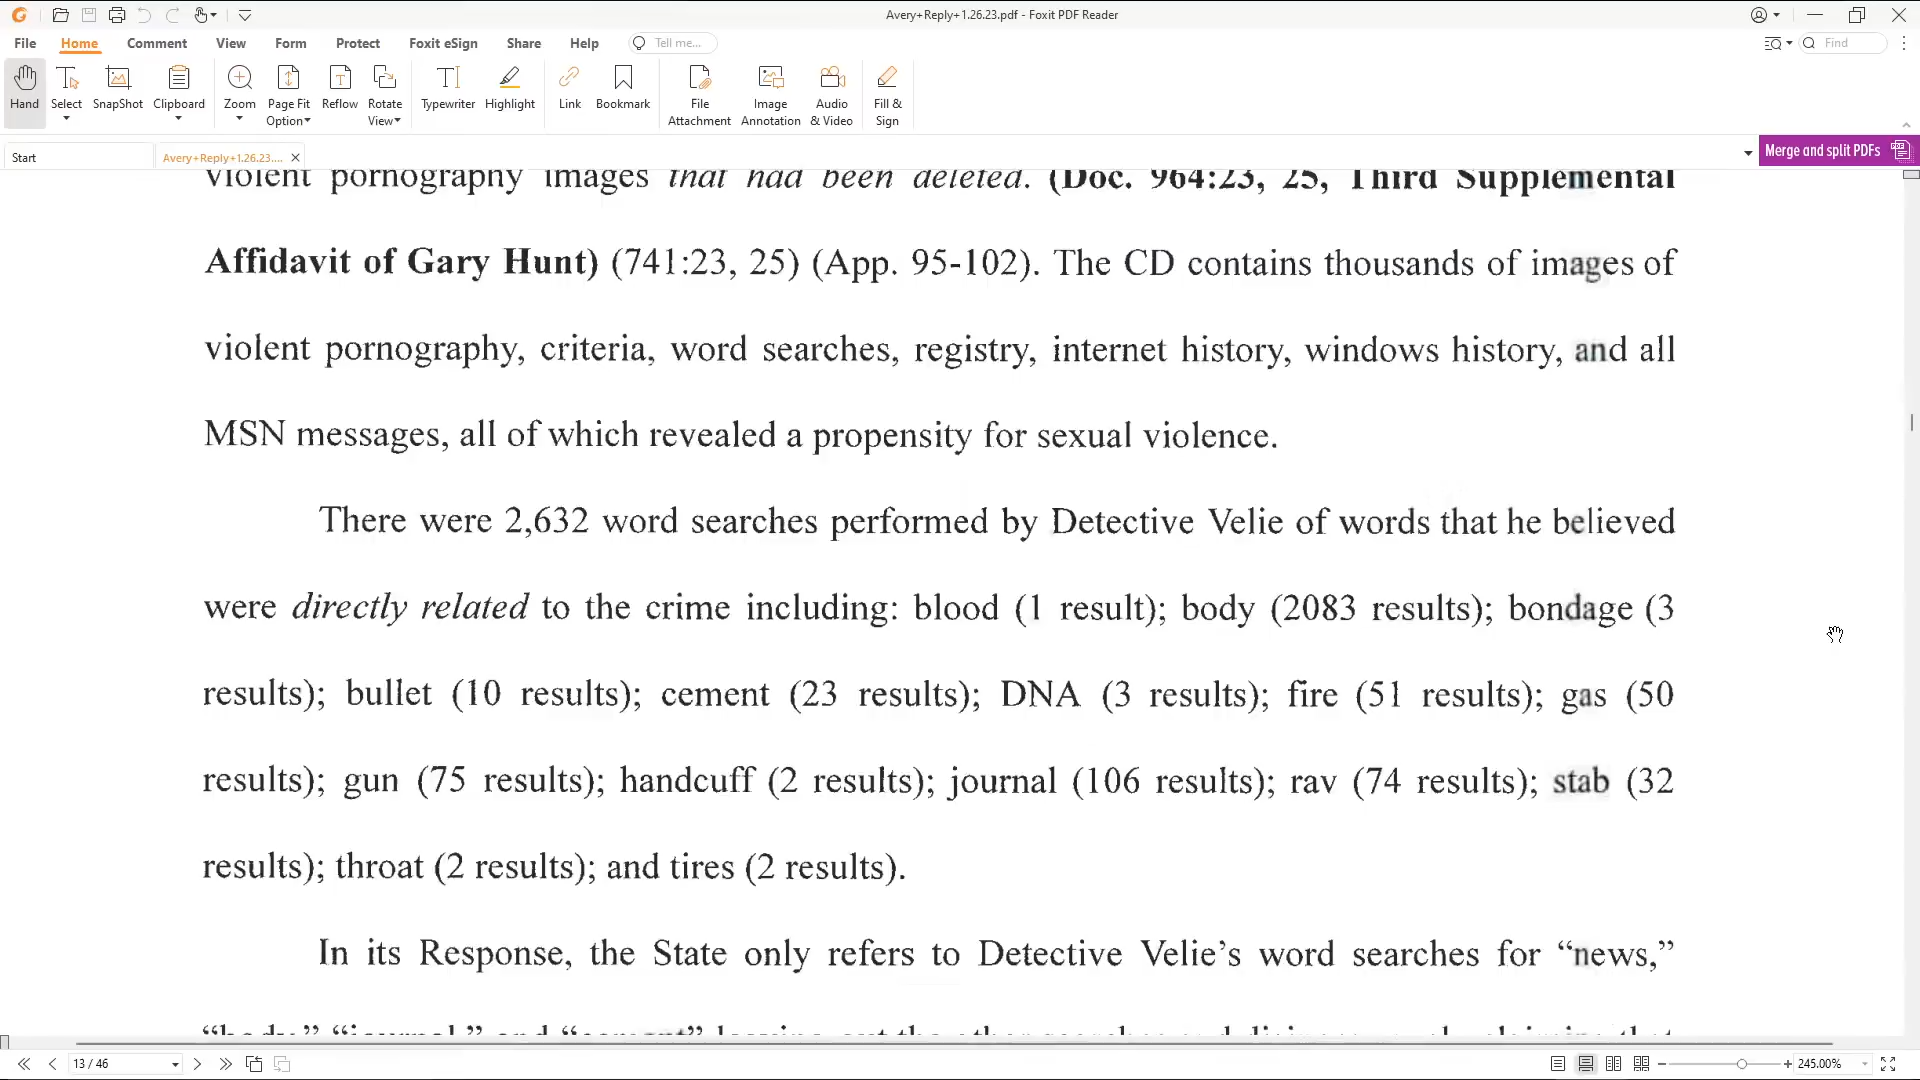 Avery+Reply+1.26.23.pdf - Foxit PDF Reader
File Home Comment View Form Protect Foxit eSign Share Help Tell me... Find
Hand Select SnapShot Clipboard Zoom Page Fit Option Reflow Rotate View Typewriter Highlight Link Bookmark File Attachment Image Annotation Audio & Video Fill & Sign
Start Avery+Reply+1.26.23.... Merge and split PDFs
violent pornography images that had been deleted. (Doc. 964:23, 25, Third Supplemental
Affidavit of Gary Hunt) (741:23, 25) (App. 95-102). The CD contains thousands of images of
violent pornography, criteria, word searches, registry, internet history, windows history, and all
MSN messages, all of which revealed a propensity for sexual violence.
There were 2,632 word searches performed by Detective Velie of words that he believed
were directly related to the crime including: blood (1 result); body (2083 results); bondage (3
results); bullet (10 results); cement (23 results); DNA (3 results); fire (51 results); gas (50
results); gun (75 results); handcuff (2 results); journal (106 results); rav (74 results); stab (32
results); throat (2 results); and tires (2 results).
In its Response, the State only refers to Detective Velie’s word searches for “news,”
“body,” “journal,” and “cement”
13 / 46 245.00%